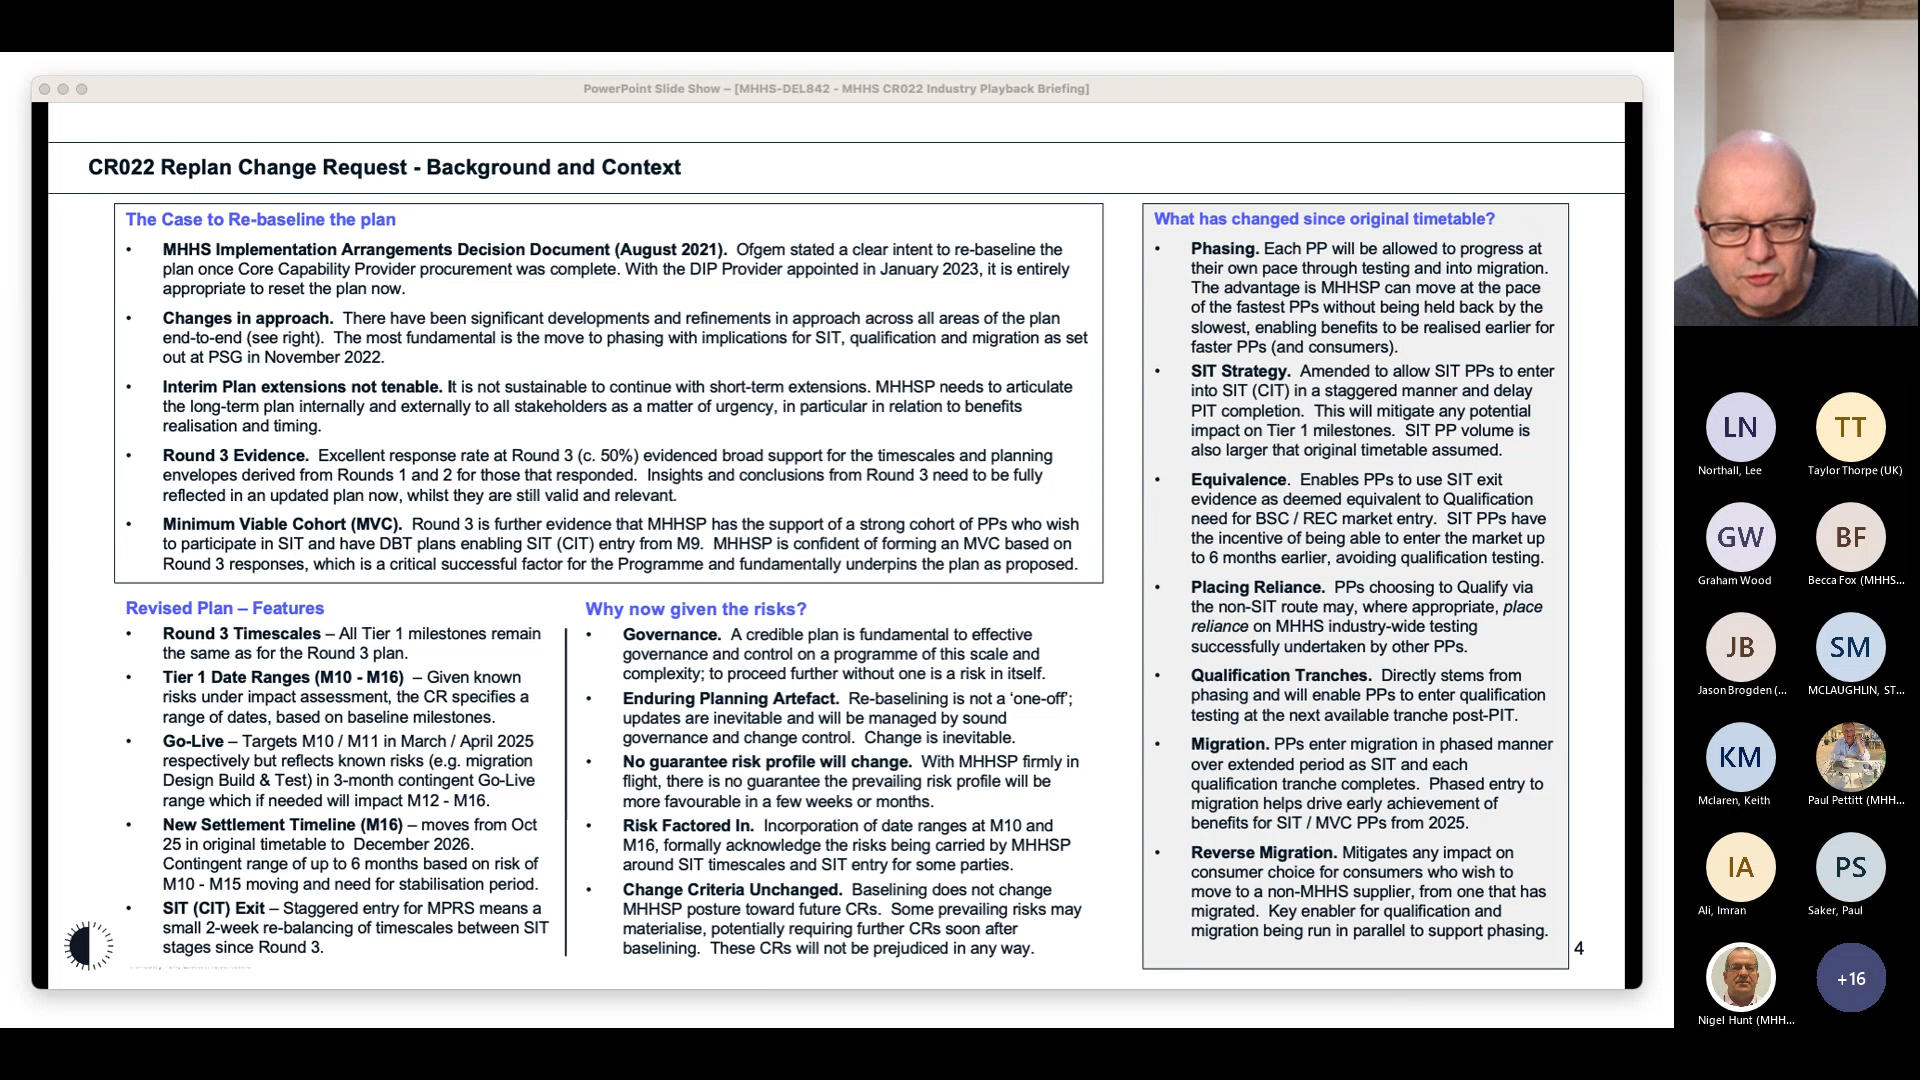 PowerPoint Slide Show – [MHHS-DEL842 - MHHS CR022 Industry Playback Briefing]
CR022 Replan Change Request - Background and Context
The Case to Re-baseline the plan
• MHHS Implementation Arrangements Decision Document (August 2021). Ofgem stated a clear intent to re-baseline the
plan once Core Capability Provider procurement was complete. With the DIP Provider appointed in January 2023, it is entirely
appropriate to reset the plan now.
• Changes in approach. There have been significant developments and refinements in approach across all areas of the plan
end-to-end (see right). The most fundamental is the move to phasing with implications for SIT, qualification and migration as set
out at PSG in November 2022.
• Interim Plan extensions not tenable. It is not sustainable to continue with short-term extensions. MHHSP needs to articulate
the long-term plan internally and externally to all stakeholders as a matter of urgency, in particular in relation to benefits
realisation and timing.
• Round 3 Evidence. Excellent response rate at Round 3 (c. 50%) evidenced broad support for the timescales and planning
envelopes derived from Rounds 1 and 2 for those that responded. Insights and conclusions from Round 3 need to be fully
reflected in an updated plan now, whilst they are still valid and relevant.
• Minimum Viable Cohort (MVC). Round 3 is further evidence that MHHSP has the support of a strong cohort of PPs who wish
to participate in SIT and have DBT plans enabling SIT (CIT) entry from M9. MHHSP is confident of forming an MVC based on
Round 3 responses, which is a critical successful factor for the Programme and fundamentally underpins the plan as proposed.
Revised Plan – Features
• Round 3 Timescales – All Tier 1 milestones remain
the same as for the Round 3 plan.
• Tier 1 Date Ranges (M10 - M16) – Given known
risks under impact assessment, the CR specifies a
range of dates, based on baseline milestones.
• Go-Live – Targets M10 / M11 in March / April 2025
respectively but reflects known risks (e.g. migration
Design Build & Test) in 3-month contingent Go-Live
range which if needed will impact M12 - M16.
• New Settlement Timeline (M16) – moves from Oct
25 in original timetable to December 2026.
Contingent range of up to 6 months based on risk of
M10 - M15 moving and need for stabilisation period.
• SIT (CIT) Exit – Staggered entry for MPRS means a
small 2-week re-balancing of timescales between SIT
stages since Round 3.
Why now given the risks?
• Governance. A credible plan is fundamental to effective
governance and control on a programme of this scale and
complexity; to proceed further without one is a risk in itself.
• Enduring Planning Artefact. Re-baselining is not a ‘one-off’;
updates are inevitable and will be managed by sound
governance and change control. Change is inevitable.
• No guarantee risk profile will change. With MHHSP firmly in
flight, there is no guarantee the prevailing risk profile will be
more favourable in a few weeks or months.
• Risk Factored In. Incorporation of date ranges at M10 and
M16, formally acknowledge the risks being carried by MHHSP
around SIT timescales and SIT entry for some parties.
• Change Criteria Unchanged. Baselining does not change
MHHSP posture toward future CRs. Some prevailing risks may
materialise, potentially requiring further CRs soon after
baselining. These CRs will not be prejudiced in any way.
What has changed since original timetable?
• Phasing. Each PP will be allowed to progress at
their own pace through testing and into migration.
The advantage is MHHSP can move at the pace
of the fastest PPs without being held back by the
slowest, enabling benefits to be realised earlier for
faster PPs (and consumers).
• SIT Strategy. Amended to allow SIT PPs to enter
into SIT (CIT) in a staggered manner and delay
PIT completion. This will mitigate any potential
impact on Tier 1 milestones. SIT PP volume is
also larger that original timetable assumed.
• Equivalence. Enables PPs to use SIT exit
evidence as deemed equivalent to Qualification
need for BSC / REC market entry. SIT PPs have
the incentive of being able to enter the market up
to 6 months earlier, avoiding qualification testing.
• Placing Reliance. PPs choosing to Qualify via
the non-SIT route may, where appropriate, place
reliance on MHHS industry-wide testing
successfully undertaken by other PPs.
• Qualification Tranches. Directly stems from
phasing and will enable PPs to enter qualification
testing at the next available tranche post-PIT.
• Migration. PPs enter migration in phased manner
over extended period as SIT and each
qualification tranche completes. Phased entry to
migration helps drive early achievement of
benefits for SIT / MVC PPs from 2025.
• Reverse Migration. Mitigates any impact on
consumer choice for consumers who wish to
move to a non-MHHS supplier, from one that has
migrated. Key enabler for qualification and
migration being run in parallel to support phasing.
4
LN TT
Northall, Lee Taylor Thorpe (UK)
GW BF
Graham Wood Becca Fox (MHHS...
JB SM
Jason Brogden (... MCLAUGHLIN, ST...
KM
Mclaren, Keith Paul Pettitt (MHH...
IA PS
Ali, Imran Saker, Paul
+16
Nigel Hunt (MHH...